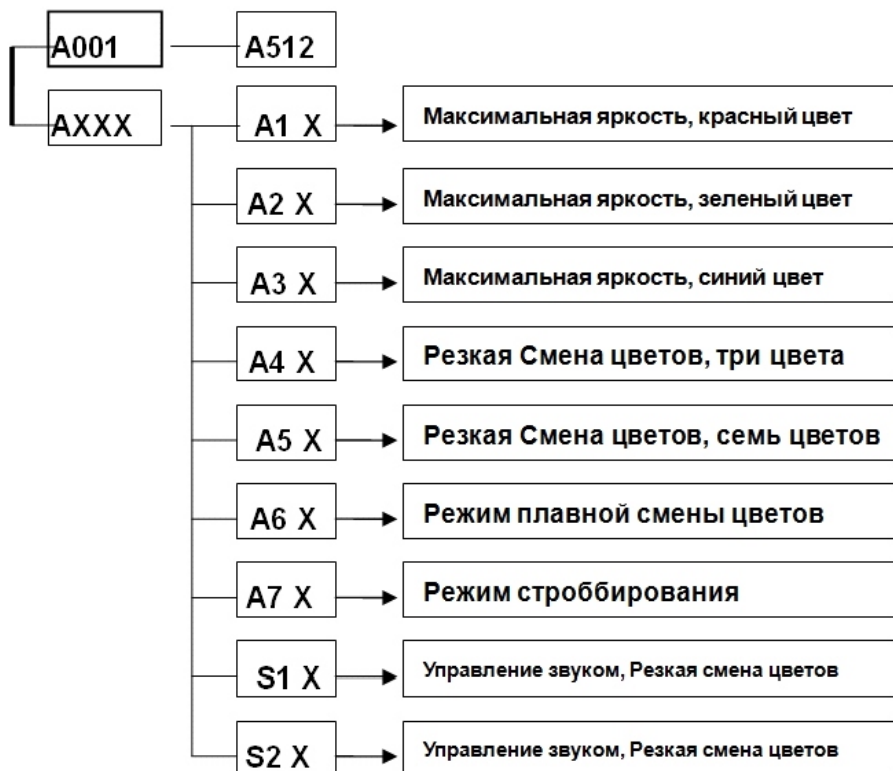 A001 A512
AXXX A1 X Максимальная яркость, красный цвет
A2 X Максимальная яркость, зеленый цвет
A3 X Максимальная яркость, синий цвет
A4 X Резкая Смена цветов, три цвета
A5 X Резкая Смена цветов, семь цветов
A6 X Режим плавной смены цветов
A7 X Режим строббирования
S1 X Управление звуком, Резкая смена цветов
S2 X Управление звуком, Резкая смена цветов